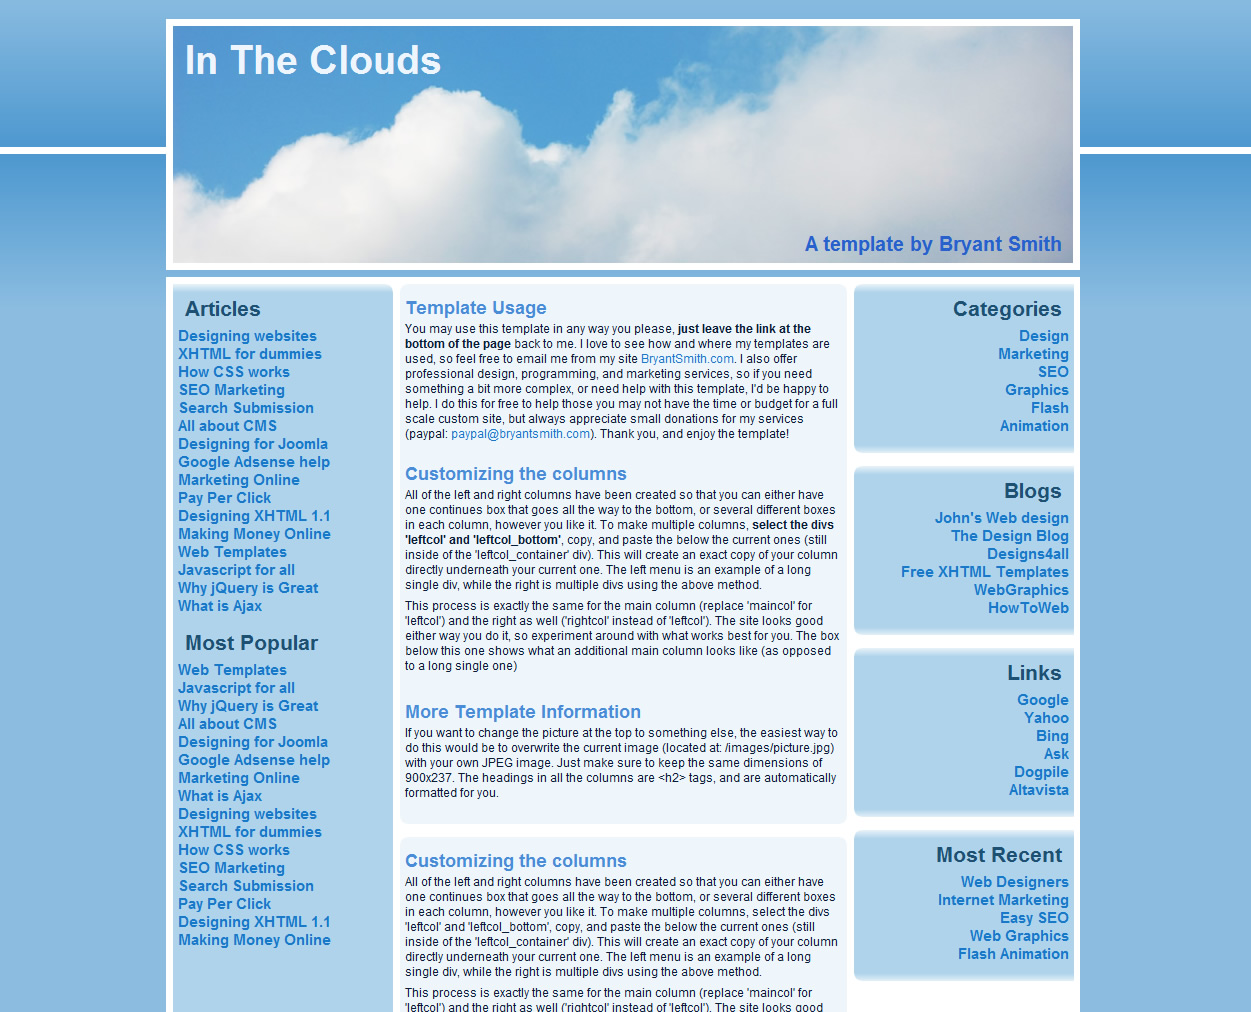 In The Clouds
A template by Bryant Smith
Articles
Designing websites
XHTML for dummies
How CSS works
SEO Marketing
Search Submission
All about CMS
Designing for Joomla
Google Adsense help
Marketing Online
Pay Per Click
Designing XHTML 1.1
Making Money Online
Web Templates
Javascript for all
Why jQuery is Great
What is Ajax
Most Popular
Web Templates
Javascript for all
Why jQuery is Great
All about CMS
Designing for Joomla
Google Adsense help
Marketing Online
What is Ajax
Designing websites
XHTML for dummies
How CSS works
SEO Marketing
Search Submission
Pay Per Click
Designing XHTML 1.1
Making Money Online
Template Usage
You may use this template in any way you please, just leave the link at the
bottom of the page back to me. I love to see how and where my templates are
used, so feel free to email me from my site BryantSmith.com. I also offer
professional design, programming, and marketing services, so if you need
something a bit more complex, or need help with this template, I'd be happy to
help. I do this for free to help those you may not have the time or budget for a full
scale custom site, but always appreciate small donations for my services
(paypal: paypal@bryantsmith.com). Thank you, and enjoy the template!
Customizing the columns
All of the left and right columns have been created so that you can either have
one continues box that goes all the way to the bottom, or several different boxes
in each column, however you like it. To make multiple columns, select the divs
'leftcol' and 'leftcol_bottom', copy, and paste the below the current ones (still
inside of the 'leftcol_container' div). This will create an exact copy of your column
directly underneath your current one. The left menu is an example of a long
single div, while the right is multiple divs using the above method.
This process is exactly the same for the main column (replace 'maincol' for
'leftcol') and the right as well ('rightcol' instead of 'leftcol'). The site looks good
either way you do it, so experiment around with what works best for you. The box
below this one shows what an additional main column looks like (as opposed
to a long single one)
More Template Information
If you want to change the picture at the top to something else, the easiest way to
do this would be to overwrite the current image (located at: /images/picture.jpg)
with your own JPEG image. Just make sure to keep the same dimensions of
900x237. The headings in all the columns are <h2> tags, and are automatically
formatted for you.
Customizing the columns
All of the left and right columns have been created so that you can either have
one continues box that goes all the way to the bottom, or several different boxes
in each column, however you like it. To make multiple columns, select the divs
'leftcol' and 'leftcol_bottom', copy, and paste the below the current ones (still
inside of the 'leftcol_container' div). This will create an exact copy of your column
directly underneath your current one. The left menu is an example of a long
single div, while the right is multiple divs using the above method.
This process is exactly the same for the main column (replace 'maincol' for
'leftcol') and the right as well ('rightcol' instead of 'leftcol'). The site looks good
Categories
Design
Marketing
SEO
Graphics
Flash
Animation
Blogs
John's Web design
The Design Blog
Designs4all
Free XHTML Templates
WebGraphics
HowToWeb
Links
Google
Yahoo
Bing
Ask
Dogpile
Altavista
Most Recent
Web Designers
Internet Marketing
Easy SEO
Web Graphics
Flash Animation